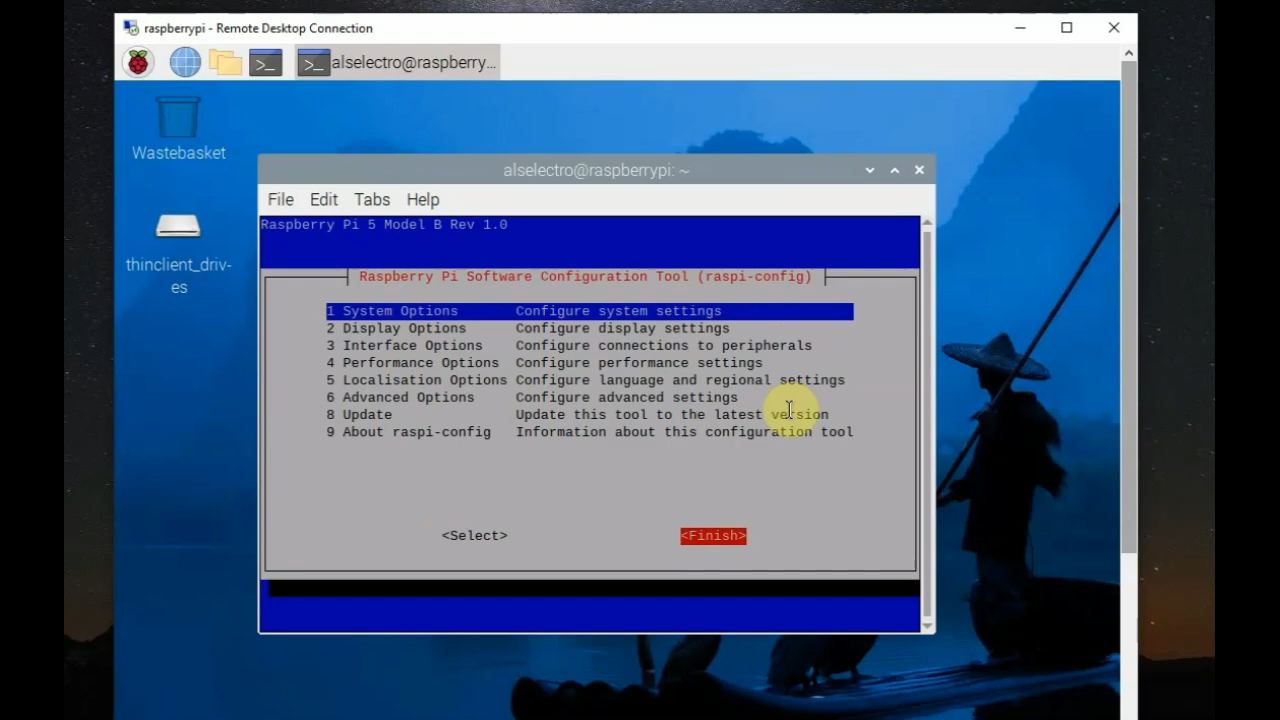 raspberrypi - Remote Desktop Connection
alselectro@raspberry...
Wastebasket
thinclient_driv-
es
alselectro@raspberrypi: ~
File Edit Tabs Help
Raspberry Pi 5 Model B Rev 1.0
Raspberry Pi Software Configuration Tool (raspi-config)
1 System Options Configure system settings
2 Display Options Configure display settings
3 Interface Options Configure connections to peripherals
4 Performance Options Configure performance settings
5 Localisation Options Configure language and regional settings
6 Advanced Options Configure advanced settings
8 Update Update this tool to the latest version
9 About raspi-config Information about this configuration tool
<Select> <Finish>